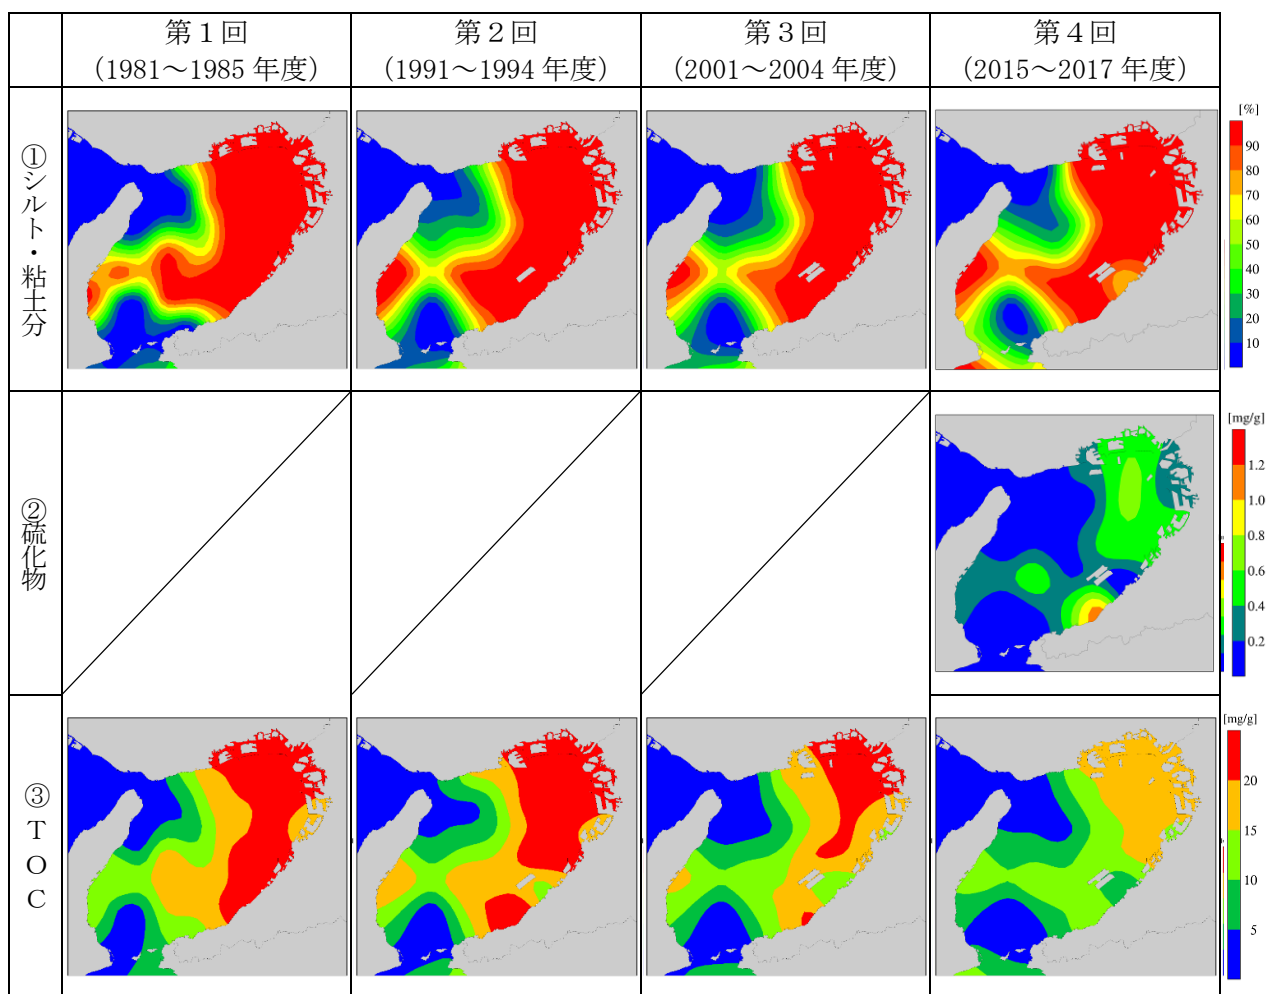 第１回
（1981～1985 年度）
第２回
（1991～1994 年度）
第３回
（2001～2004 年度）
第４回
（2015～2017 年度）
①シルト・粘土分
[%]
90
80
70
60
50
40
30
20
10
②硫化物
[mg/g]
1.2
1.0
0.8
0.6
0.4
0.2
③ＴＯＣ
[mg/g]
20
15
10
5